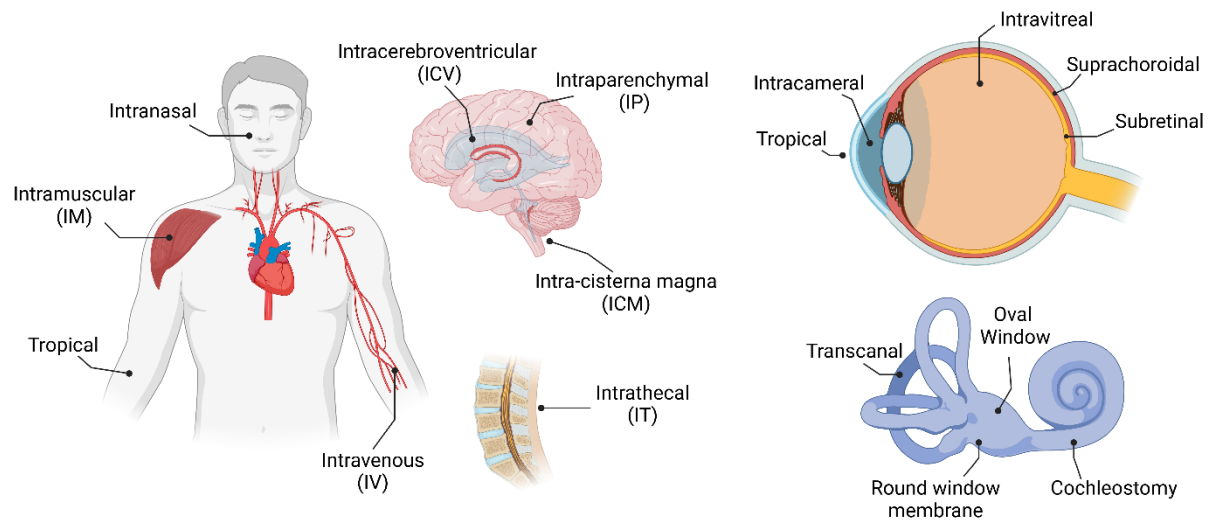 Intranasal
Intramuscular
(IM)
Tropical
Intravenous
(IV)
Intracerebroventricular
(ICV)
Intraparenchymal
(IP)
Intra-cisterna magna
(ICM)
Intrathecal
(IT)
Intravitreal
Suprachoroidal
Intracameral
Subretinal
Tropical
Oval
Window
Transcanal
Round window
membrane
Cochleostomy